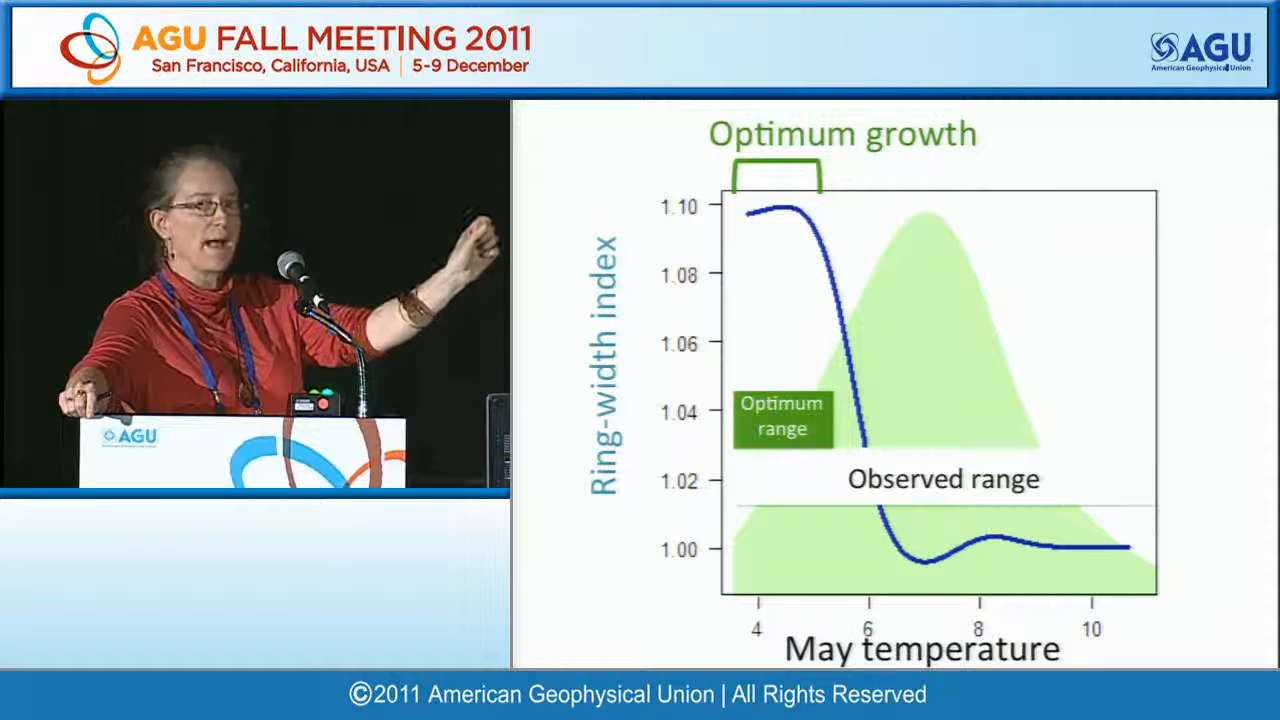 AGU FALL MEETING 2011
San Francisco, California, USA | 5-9 December
AGU
American Geophysical Union
AGU
Optimum growth
Ring-width index
1.10
1.08
1.06
1.04
1.02
1.00
Optimum
range
Observed range
4 6 8 10
May temperature
©2011 American Geophysical Union | All Rights Reserved